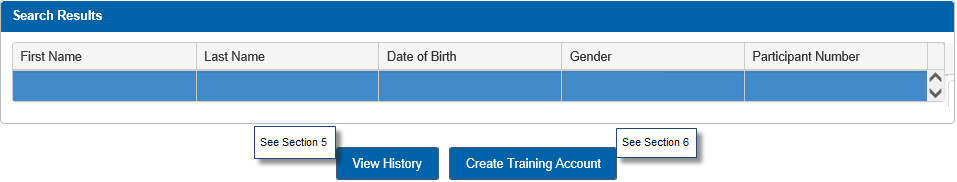 Search Results
First Name Last Name Date of Birth Gender Participant Number
See Section 5 See Section 6
View History Create Training Account